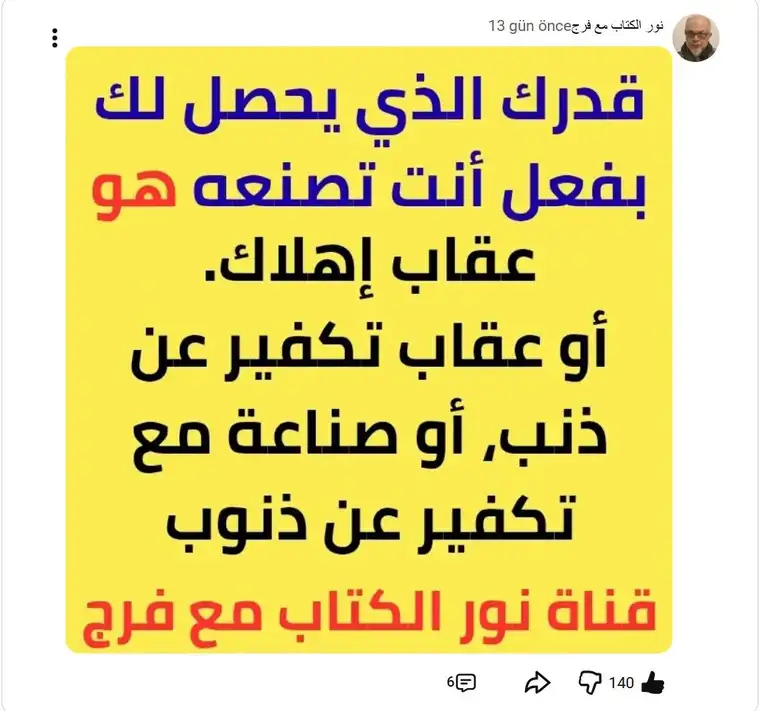 نور الكتاب مع فرج 13 gün önce
قدرك الذي يحصل لك
بفعل أنت تصنعه هو
عقاب إهلاك.
أو عقاب تكفير عن
ذنب, أو صناعة مع
تكفير عن ذنوب
قناة نور الكتاب مع فرج
140
6